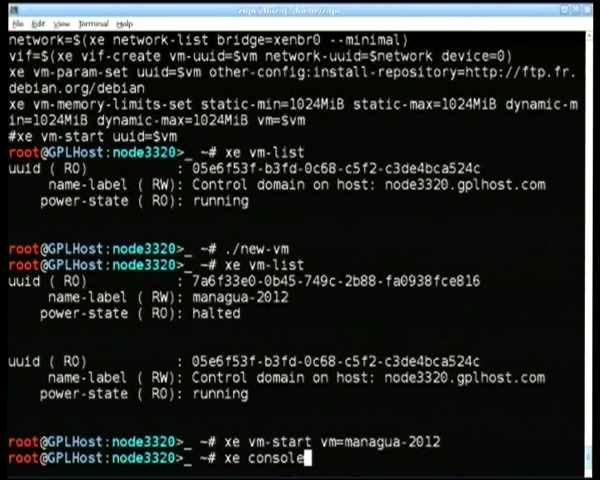 File Edit View Terminal Help
network=$(xe network-list bridge=xenbr0 --minimal)
vif=$(xe vif-create vm-uuid=$vm network-uuid=$network device=0)
xe vm-param-set uuid=$vm other-config:install-repository=http://ftp.fr.
debian.org/debian
xe vm-memory-limits-set static-min=1024MiB static-max=1024MiB dynamic-m
in=1024MiB dynamic-max=1024MiB vm=$vm
#xe vm-start uuid=$vm
root@GPLHost:node3320>_ ~# xe vm-list
uuid ( RO) : 05e6f53f-b3fd-0c68-c5f2-c3de4bca524c
name-label ( RW): Control domain on host: node3320.gplhost.com
power-state ( RO): running
root@GPLHost:node3320>_ ~# ./new-vm
root@GPLHost:node3320>_ ~# xe vm-list
uuid ( RO) : 7a6f33e0-0b45-749c-2b88-fa0938fce816
name-label ( RW): managua-2012
power-state ( RO): halted
uuid ( RO) : 05e6f53f-b3fd-0c68-c5f2-c3de4bca524c
name-label ( RW): Control domain on host: node3320.gplhost.com
power-state ( RO): running
root@GPLHost:node3320>_ ~# xe vm-start vm=managua-2012
root@GPLHost:node3320>_ ~# xe console